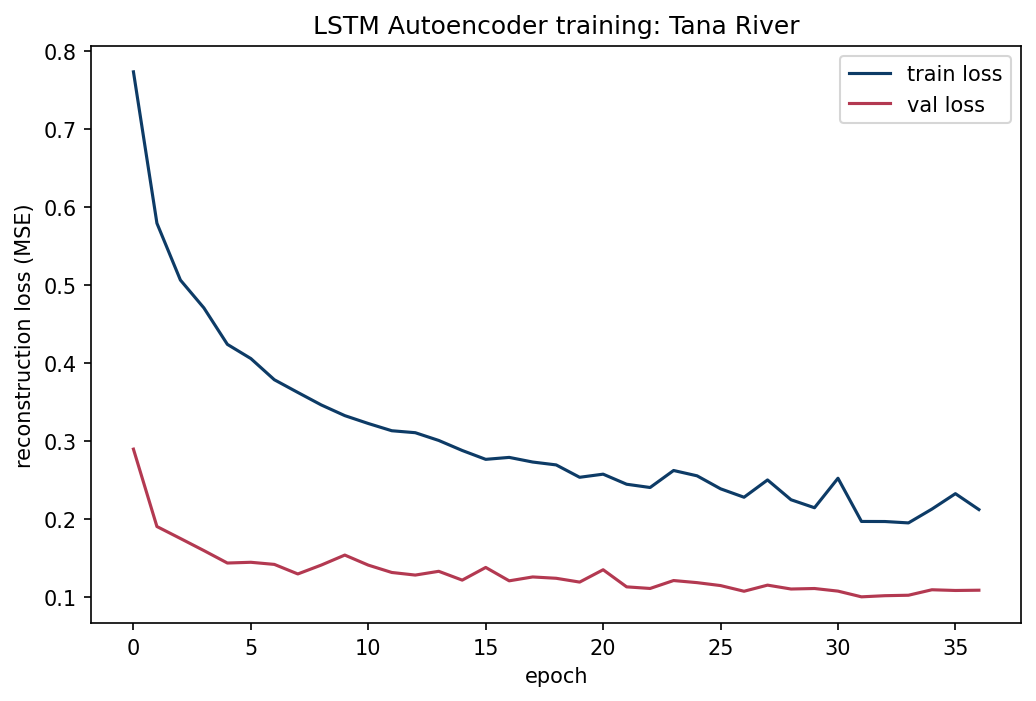 LSTM Autoencoder training: Tana River
train loss
val loss
reconstruction loss (MSE)
0.8
0.7
0.6
0.5
0.4
0.3
0.2
0.1
0 5 10 15 20 25 30 35
epoch